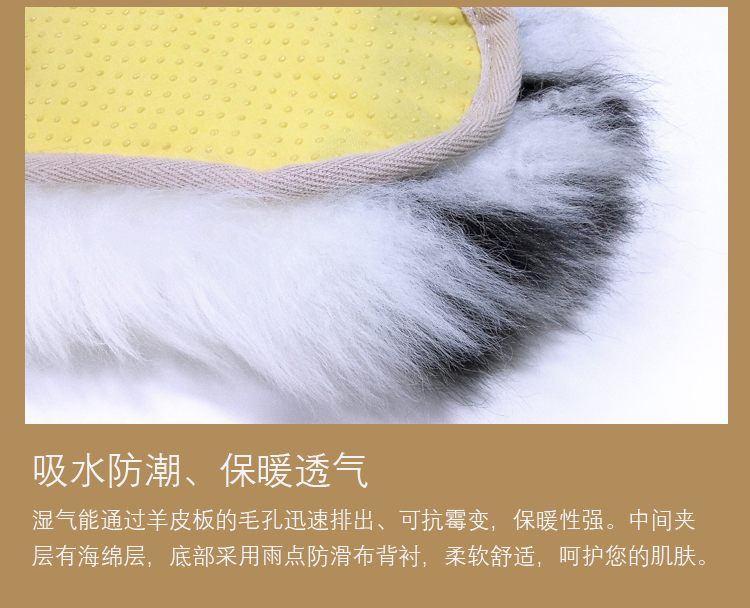 吸水防潮、保暖透气
湿气能通过羊皮板的毛孔迅速排出、可抗霉变，保暖性强。中间夹
层有海绵层，底部采用雨点防滑布背衬，柔软舒适，呵护您的肌肤。